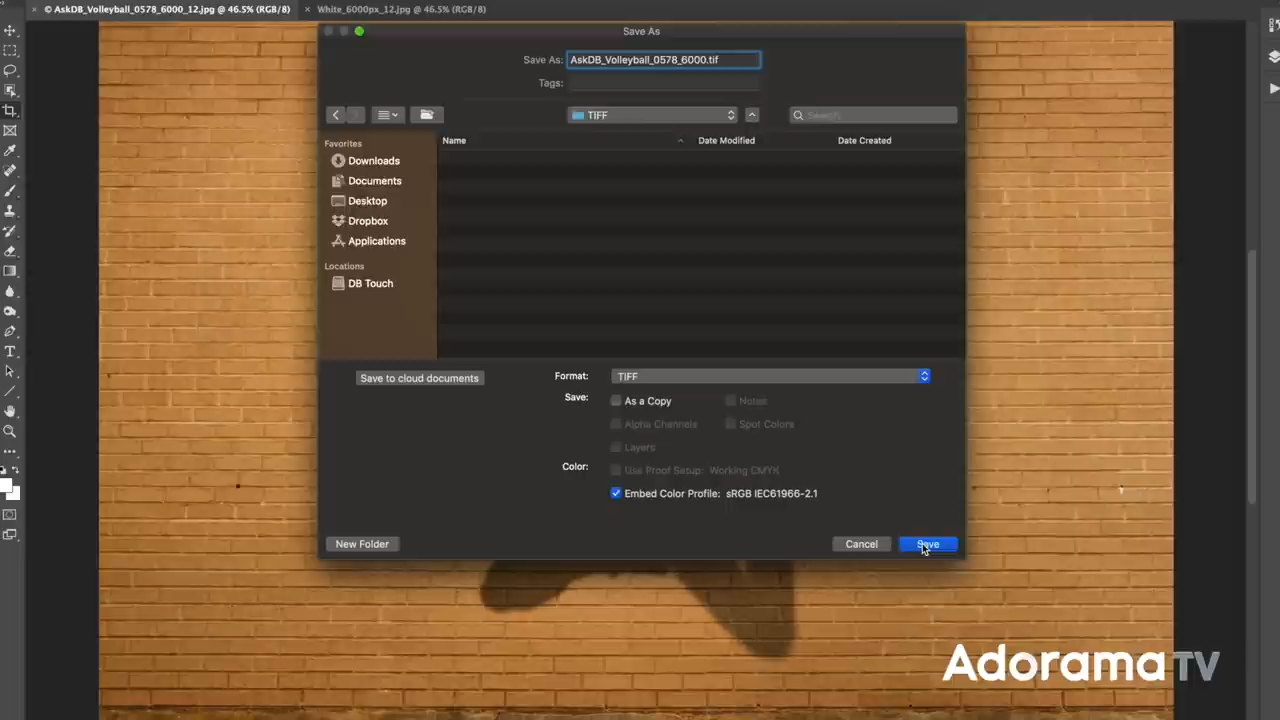 × © AskDB_Volleyball_0578_6000_12.jpg @ 46.5% (RGB/8) × White_6000px_12.jpg @ 46.5% (RGB/8)
Save As
Save As: AskDB_Volleyball_0578_6000.tif
Tags:
TIFF Search
Name Date Modified Date Created
Favorites
Downloads
Documents
Desktop
Dropbox
Applications
Locations
DB Touch
Save to cloud documents Format: TIFF
Save: As a Copy Notes
Alpha Channels Spot Colors
Layers
Color: Use Proof Setup: Working CMYK
Embed Color Profile: sRGB IEC61966-2.1
New Folder Cancel Save
Adorama TV